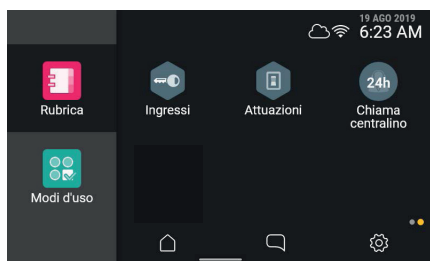 19 AGO 2019
6:23 AM
Rubrica
Ingressi
Attuazioni
24h
Chiama
centralino
Modi d'uso